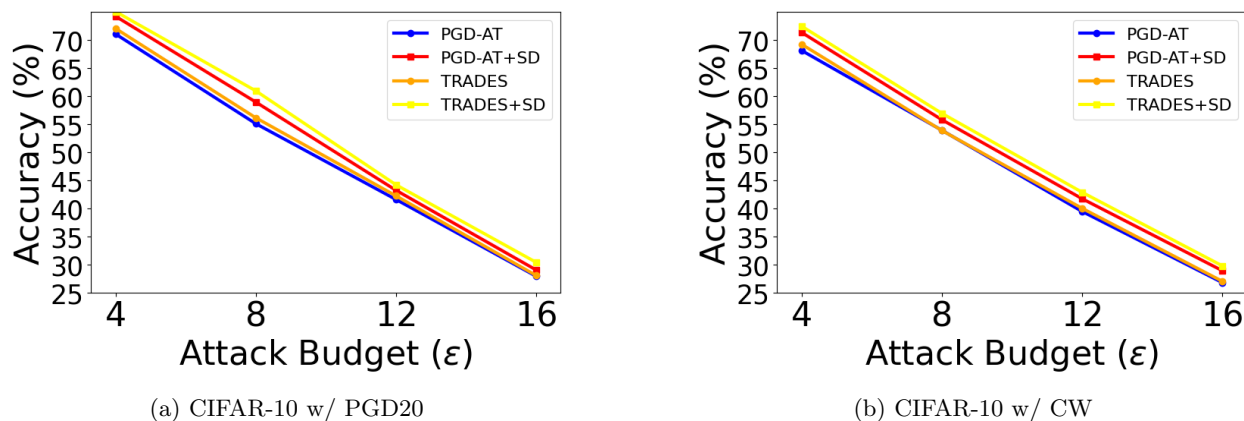 70
65
60
55
50
45
40
35
30
25
Accuracy (%)
4 8 12 16
Attack Budget (ε)
PGD-AT
PGD-AT+SD
TRADES
TRADES+SD
(a) CIFAR-10 w/ PGD20
70
65
60
55
50
45
40
35
30
25
Accuracy (%)
4 8 12 16
Attack Budget (ε)
PGD-AT
PGD-AT+SD
TRADES
TRADES+SD
(b) CIFAR-10 w/ CW